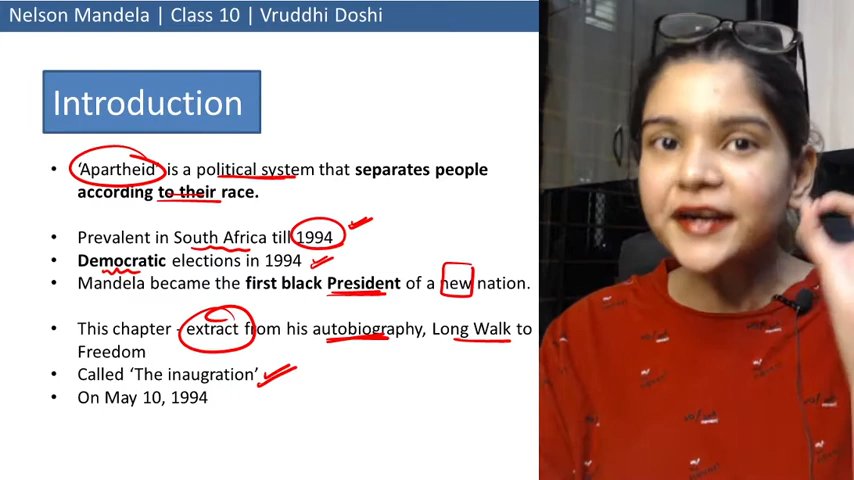 Nelson Mandela | Class 10 | Vruddhi Doshi
Introduction
• 'Apartheid' is a political system that separates people
according to their race.
• Prevalent in South Africa till 1994
• Democratic elections in 1994
• Mandela became the first black President of a new nation.
• This chapter - extract from his autobiography, Long Walk to
Freedom
• Called 'The inaugration'
• On May 10, 1994